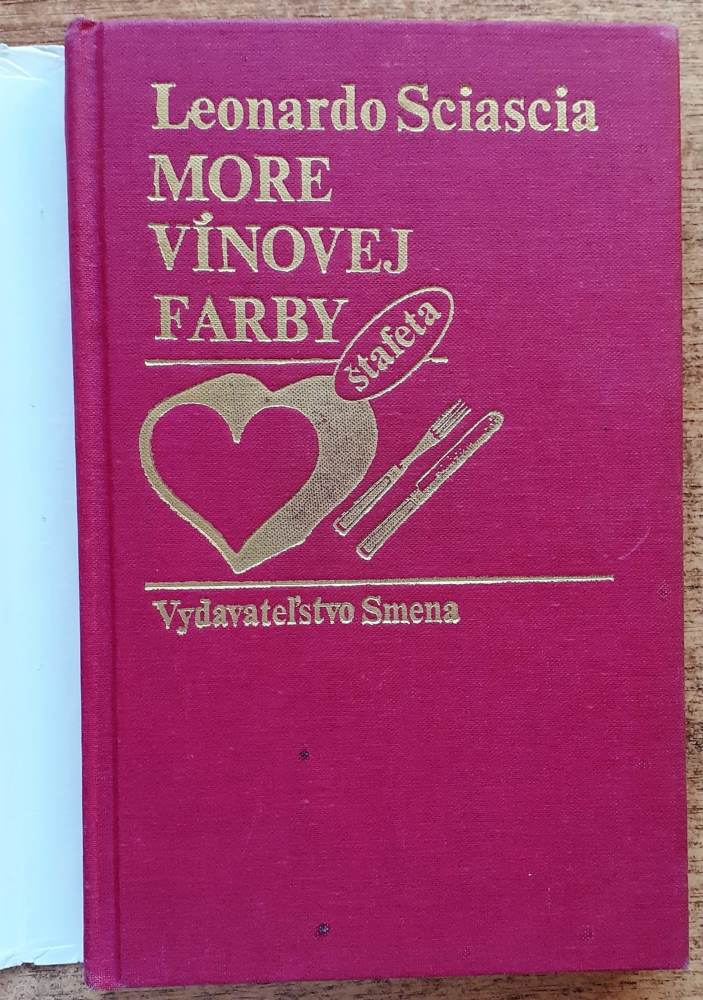 Leonardo Sciascia
MORE
VÍNOVEJ
FARBY
štafeta
Vydavateľstvo Smena